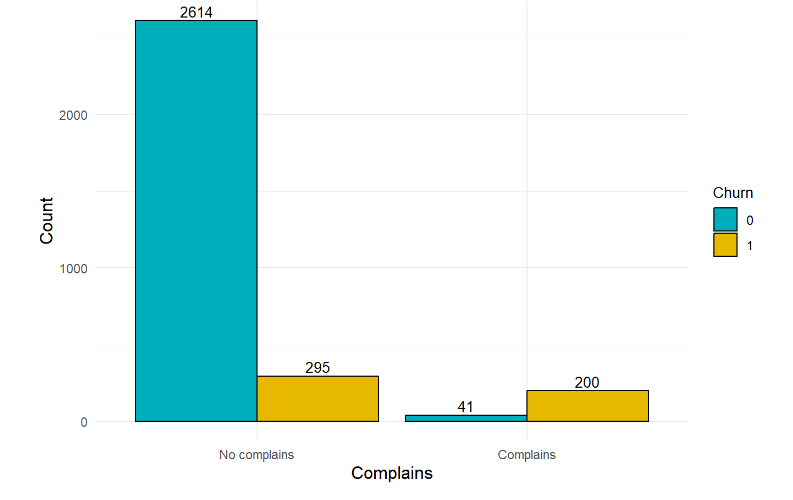 2614
2000
Churn
0
Count
1
1000
295
200
41
0
No complains
Complains
Complains